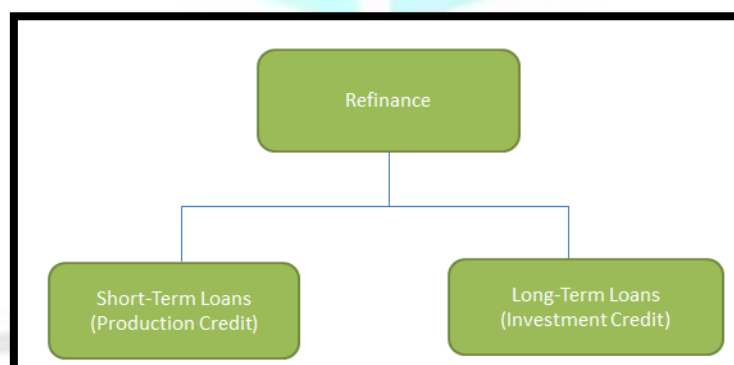 Refinance
Short-Term Loans
(Production Credit)
Long-Term Loans
(Investment Credit)